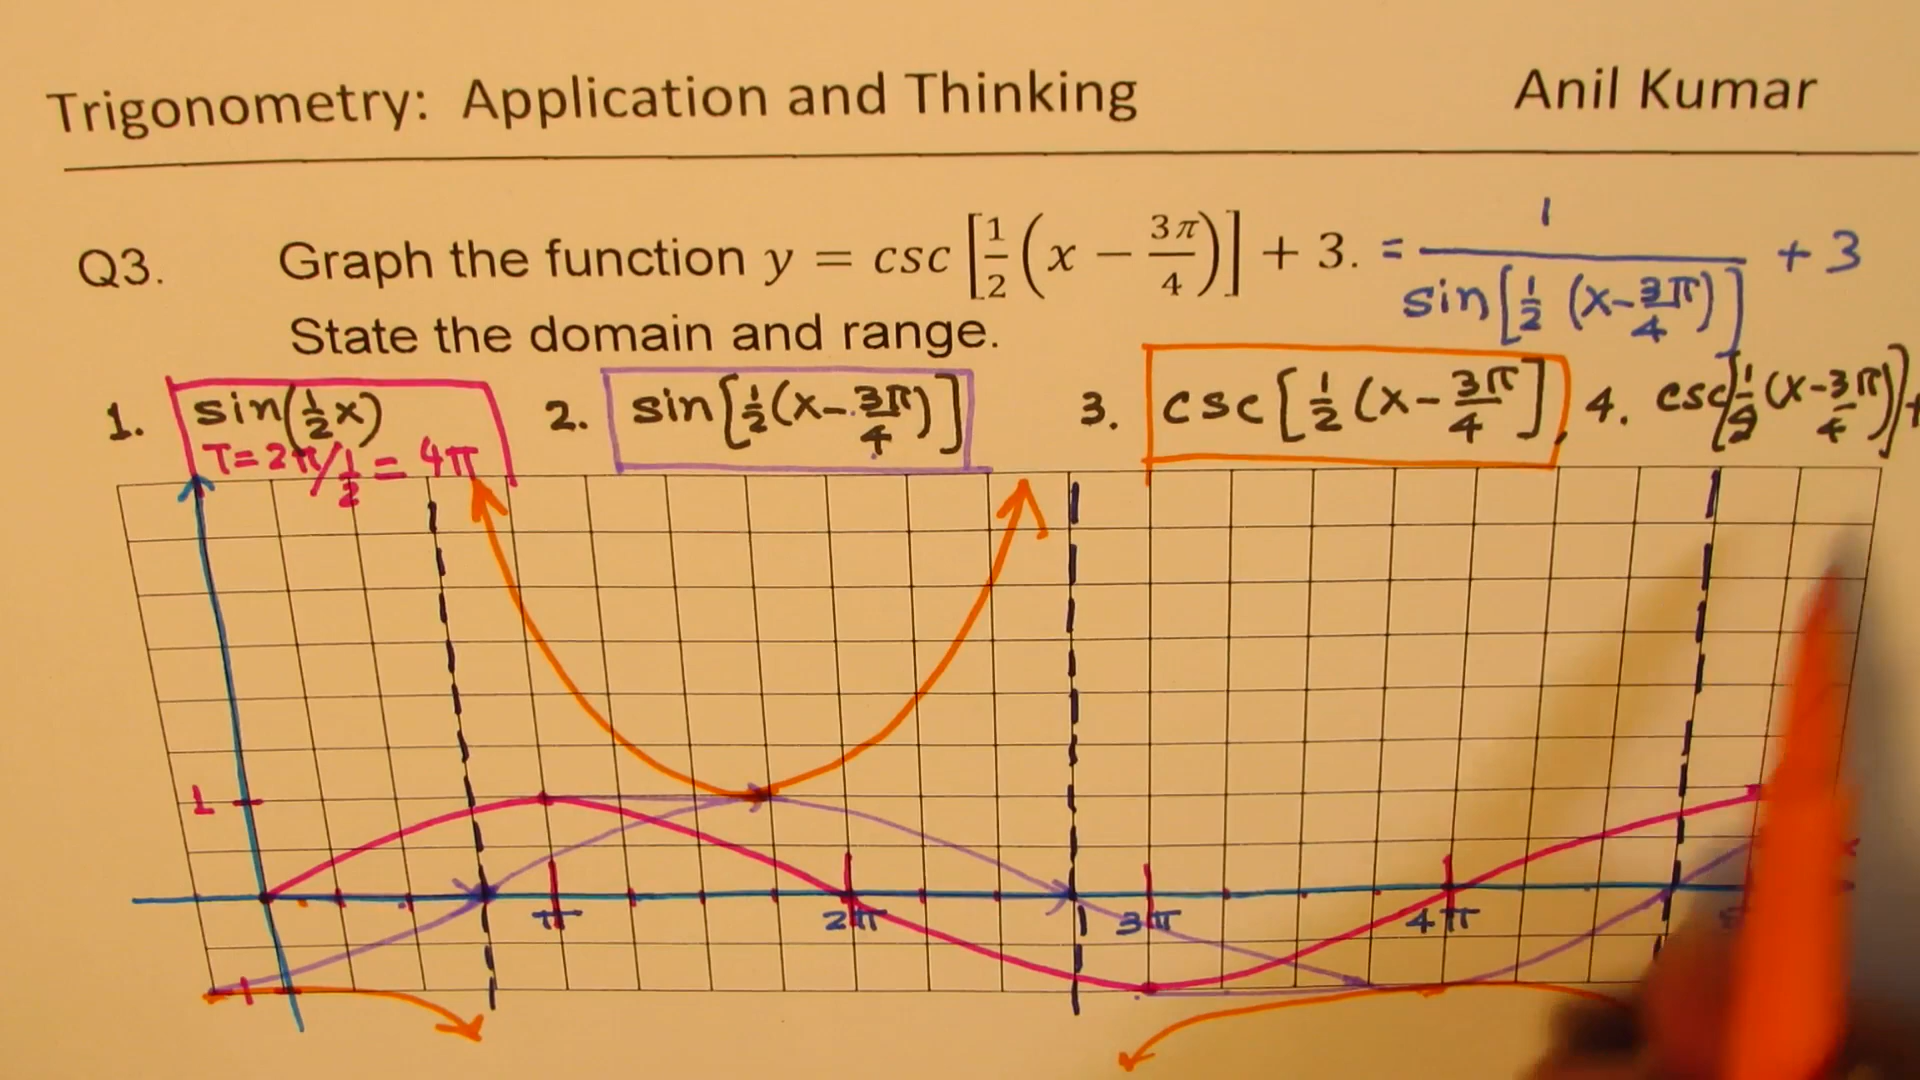 Trigonometry: Application and Thinking Anil Kumar
Q3. Graph the function y = csc [1/2 (x − 3π/4)] + 3. = 1 / sin[1/2 (x-3π/4)] + 3
State the domain and range.
1. sin(1/2 x) 2. sin[1/2(x-3π/4)] 3. csc[1/2(x-3π/4], 4. csc[1/2(x-3π/4)]+
T=2π/1/2 = 4π
1
π 2π 3π 4π
-1